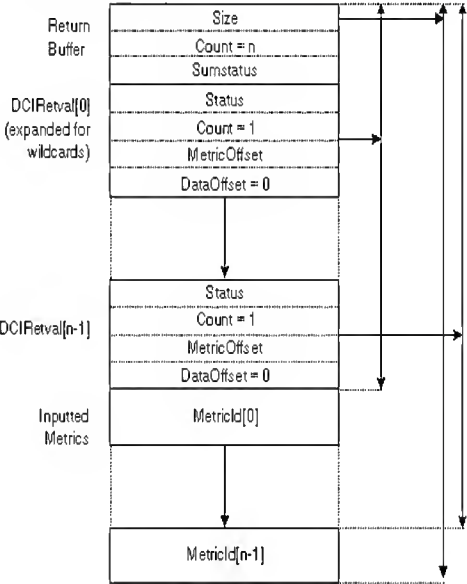 Return
Buffer
Size
Count = n
Sumstatus
DCIRetval[0]
(expanded for
wildcards)
Status
Count = 1
MetricOffset
DataOffset = 0
DCIRetval[n-1]
Status
Count = 1
MetricOffset
DataOffset = 0
Inputted
Metrics
MetricId[0]
MetricId[n-1]